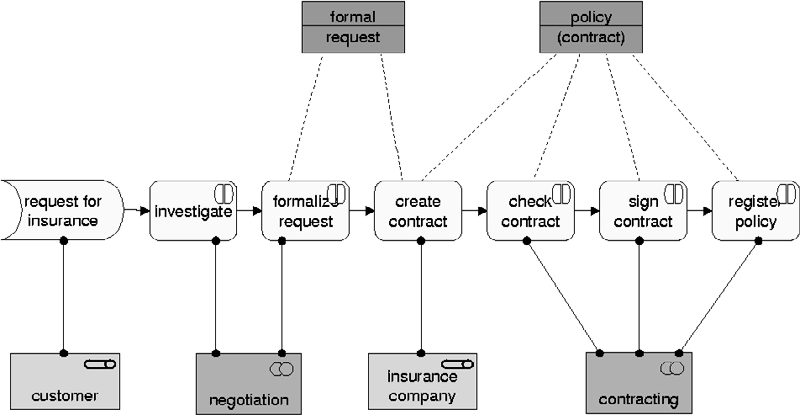 formal
request
policy
(contract)
request for
insurance
investigate
formalize
request
create
contract
check
contract
sign
contract
register
policy
customer
negotiation
insurance
company
contracting